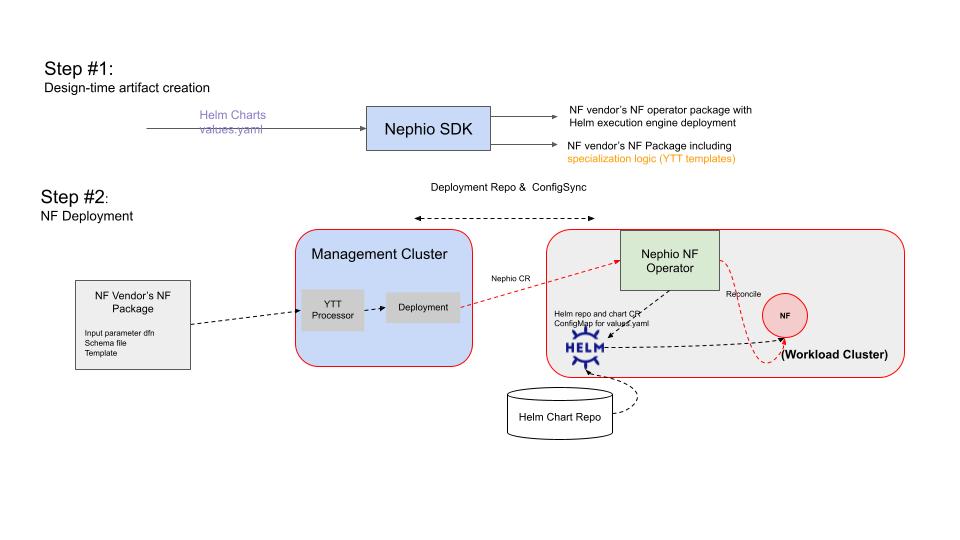 Step #1:
Design-time artifact creation
Helm Charts
values.yaml
Nephio SDK
NF vendor's NF operator package with
Helm execution engine deployment
NF vendor's NF Package including
specialization logic (YTT templates)
Step #2:
NF Deployment
Deployment Repo & ConfigSync
Management Cluster
YTT
Processor
Deployment
NF Vendor's NF
Package
Input parameter dfn
Schema file
Template
Nephio CR
Nephio NF
Operator
Reconcile
Helm repo and chart CR
ConfigMap for values.yaml
HELM
NF
(Workload Cluster)
Helm Chart Repo